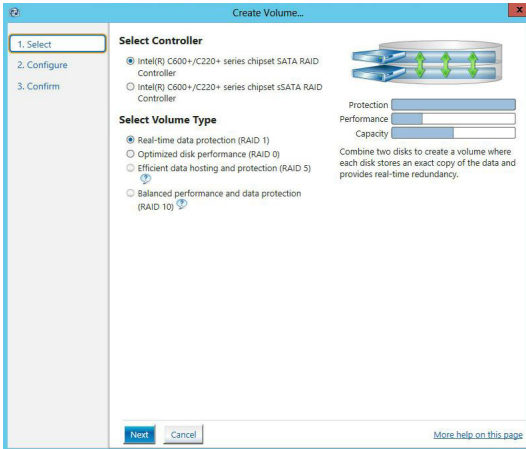 Create Volume...
x
1. Select
2. Configure
3. Confirm
Select Controller
Intel(R) C600+/C220+ series chipset SATA RAID
Controller
Intel(R) C600+/C220+ series chipset sSATA RAID
Controller
Select Volume Type
Real-time data protection (RAID 1)
Optimized disk performance (RAID 0)
Efficient data hosting and protection (RAID 5)
?
Balanced performance and data protection
(RAID 10) ?
Protection
Performance
Capacity
Combine two disks to create a volume where
each disk stores an exact copy of the data and
provides real-time redundancy.
Next
Cancel
More help on this page